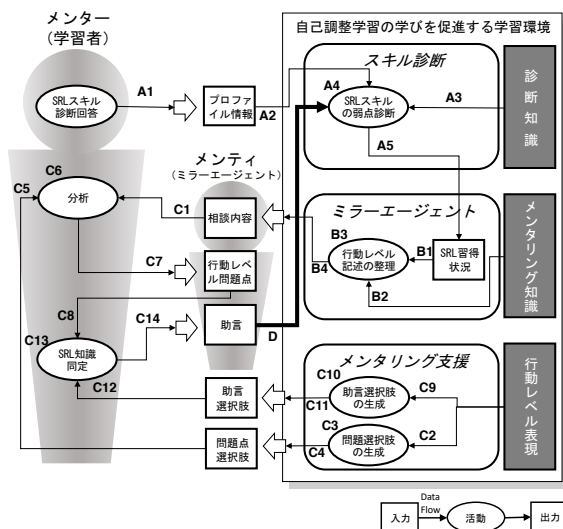 メンター
(学習者)
自己調整学習の学びを促進する学習環境
スキル診断
SRLスキル
診断回答
A1
プロファ
イル情報
A2
A4
SRLスキル
の弱点診断
A3
A5
診断知識
メンティ
(ミラーエージェント)
C6
C5
分析
C1
相談内容
ミラーエージェント
B3
B4
行動レベル
記述の整理
B1
SRL習得
状況
B2
メンタリング知識
C7
行動レベ
ル問題点
C8
C14
助言
D
C13
SRL知識
同定
C12
メンタリング支援
C10
助言
選択肢
C11
助言選択肢
の生成
C9
C3
問題点
選択肢
C4
問題選択肢
の生成
C2
行動レベル表現
入力
Data
Flow
活動
出力